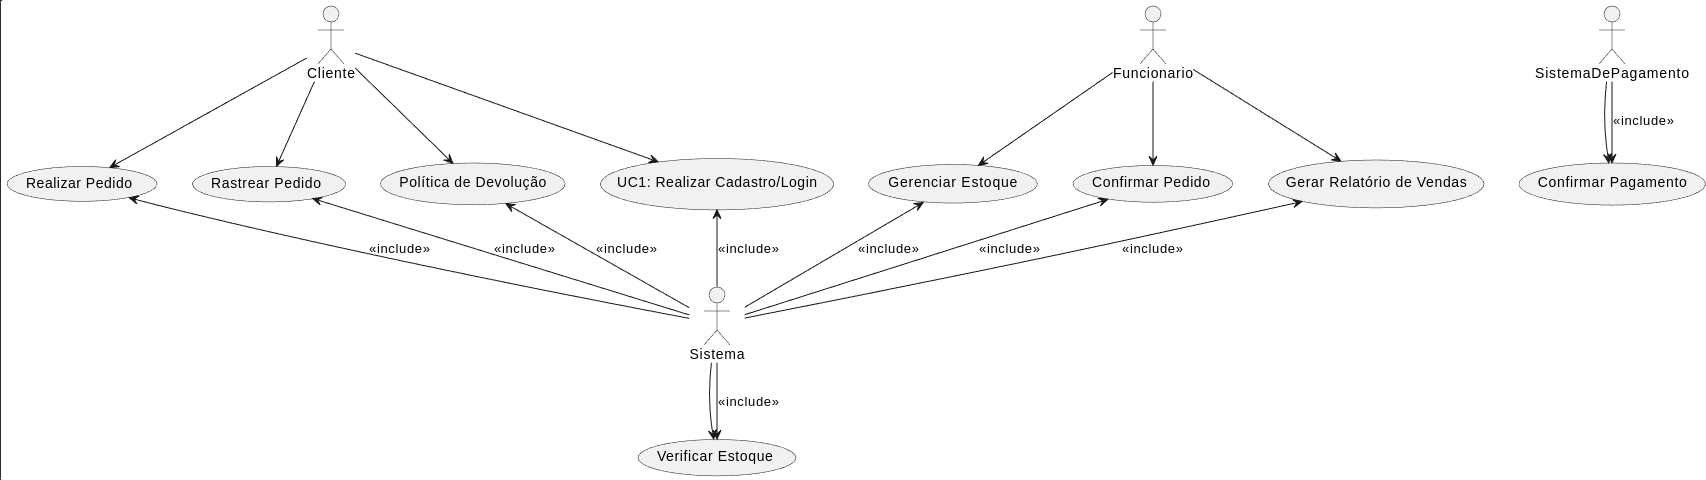 Cliente
Funcionario
SistemaDePagamento
«include»
Realizar Pedido
Rastrear Pedido
Política de Devolução
UC1: Realizar Cadastro/Login
Gerenciar Estoque
Confirmar Pedido
Gerar Relatório de Vendas
Confirmar Pagamento
«include»
«include»
«include»
«include»
«include»
«include»
«include»
Sistema
«include»
Verificar Estoque